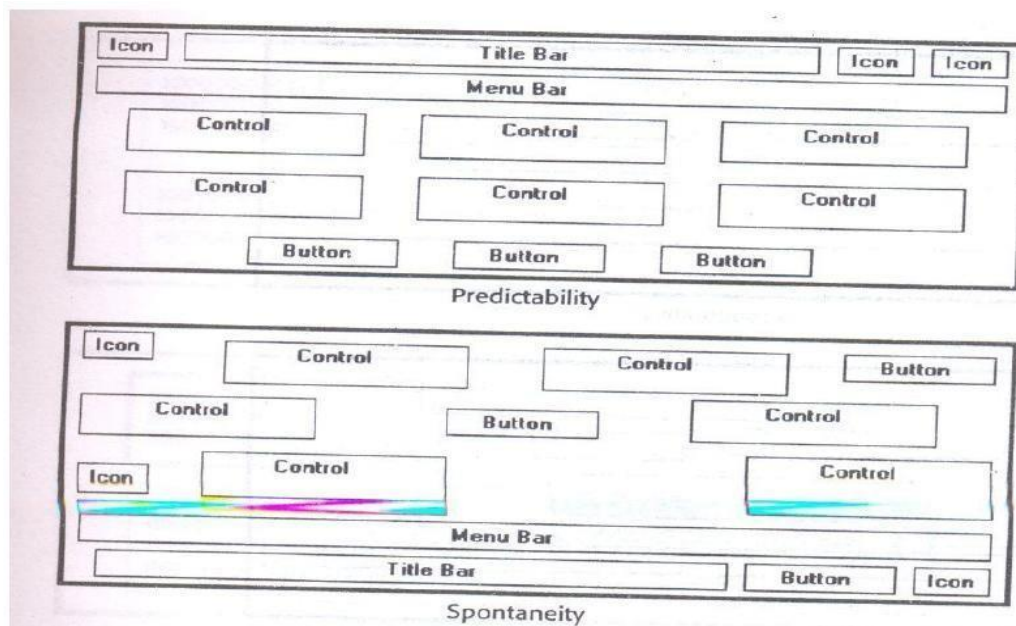 Icon Title Bar Icon Icon
Menu Bar
Control Control Control
Control Control Control
Button Button Button
Predictability
Icon Control Control Button
Control Button Control
Icon Control Control
Menu Bar
Title Bar Button Icon
Spontaneity